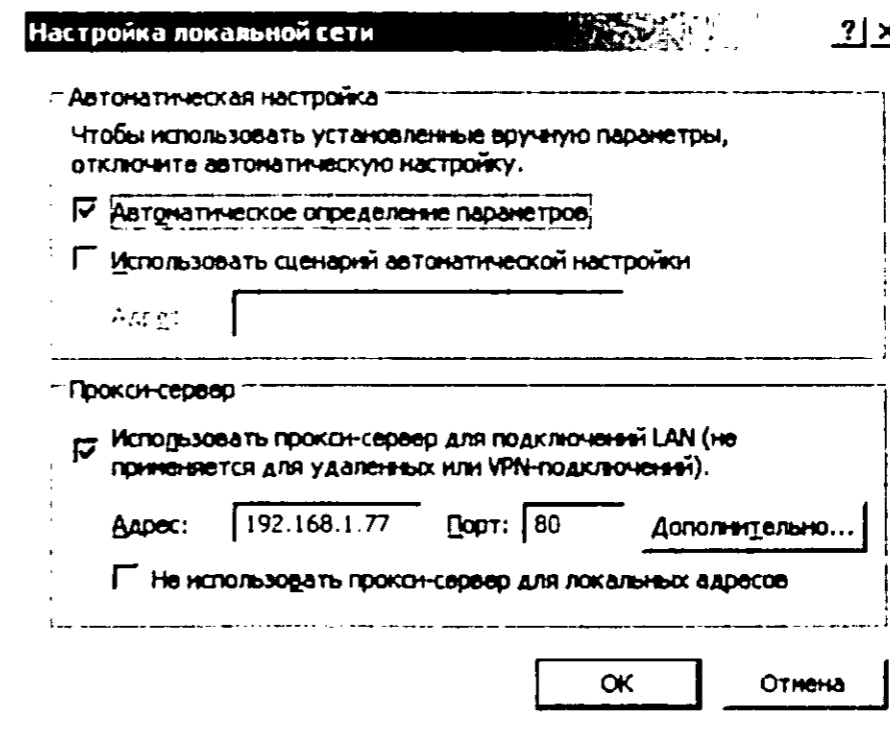 Настройка локальной сети
Автоматическая настройка
Чтобы использовать установленные вручную параметры,
отключите автоматическую настройку.
Автоматическое определение параметров
Использовать сценарий автоматической настройки
Адрес:
Прокси-сервер
Использовать прокси-сервер для подключений LAN (не
применяется для удаленных или VPN-подключений).
Адрес: 192.168.1.77 Порт: 80 Дополнительно...
Не использовать прокси-сервер для локальных адресов
ОК Отмена